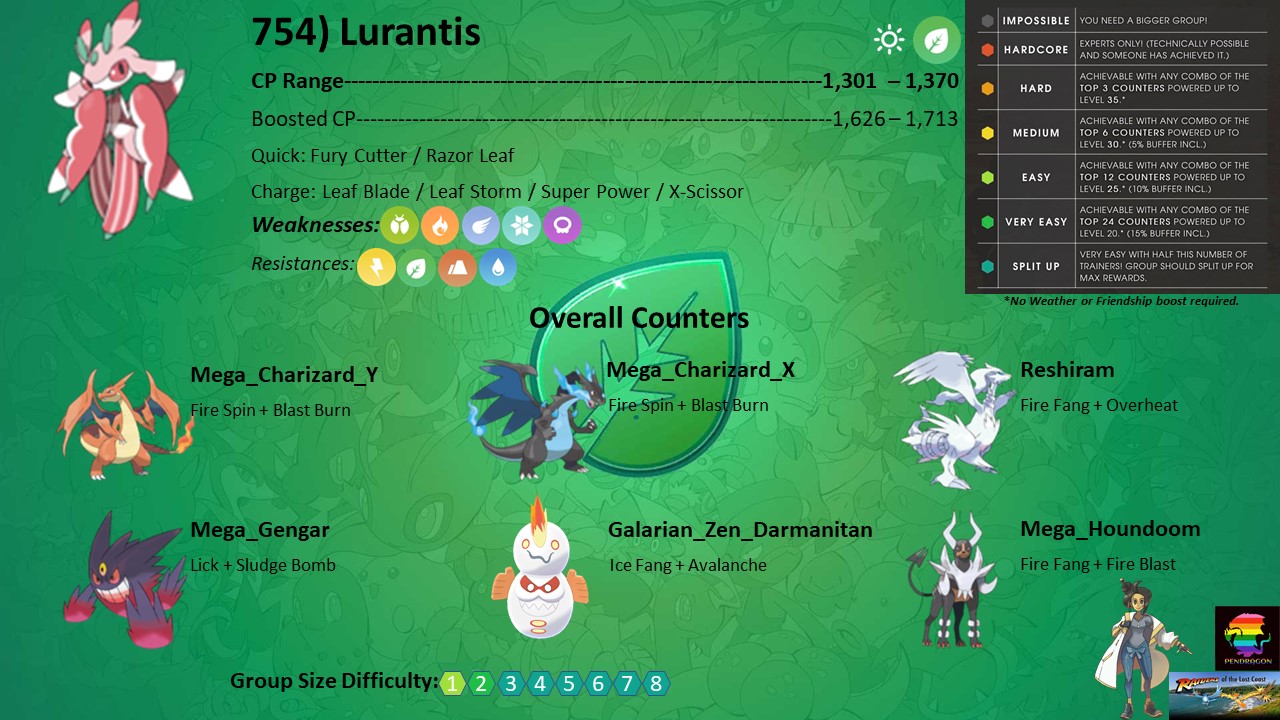 754) Lurantis
CP Range--------------------------------------------------------------------1,301 – 1,370
Boosted CP--------------------------------------------------------------------1,626 – 1,713
Quick: Fury Cutter / Razor Leaf
Charge: Leaf Blade / Leaf Storm / Super Power / X-Scissor
Weaknesses:
Resistances:
IMPOSSIBLE YOU NEED A BIGGER GROUP!
HARDCORE EXPERTS ONLY! (TECHNICALLY POSSIBLE
AND SOMEONE HAS ACHIEVED IT.)
HARD ACHIEVABLE WITH ANY COMBO OF THE
TOP 3 COUNTERS POWERED UP TO
LEVEL 35.*
MEDIUM ACHIEVABLE WITH ANY COMBO OF THE
TOP 6 COUNTERS POWERED UP TO
LEVEL 30.* (5% BUFFER INCL.)
EASY ACHIEVABLE WITH ANY COMBO OF THE
TOP 12 COUNTERS POWERED UP TO
LEVEL 25.* (10% BUFFER INCL.)
VERY EASY ACHIEVABLE WITH ANY COMBO OF THE
TOP 24 COUNTERS POWERED UP TO
LEVEL 20.* (15% BUFFER INCL.)
SPLIT UP VERY EASY WITH HALF THIS NUMBER OF
TRAINERS! GROUP SHOULD SPLIT UP FOR
MAX REWARDS.
*No Weather or Friendship boost required.
Overall Counters
Mega_Charizard_Y
Fire Spin + Blast Burn
Mega_Charizard_X
Fire Spin + Blast Burn
Reshiram
Fire Fang + Overheat
Mega_Gengar
Lick + Sludge Bomb
Galarian_Zen_Darmanitan
Ice Fang + Avalanche
Mega_Houndoom
Fire Fang + Fire Blast
Group Size Difficulty: 1 2 3 4 5 6 7 8
PENDRAGON
RAIDERS of the Lost Coast